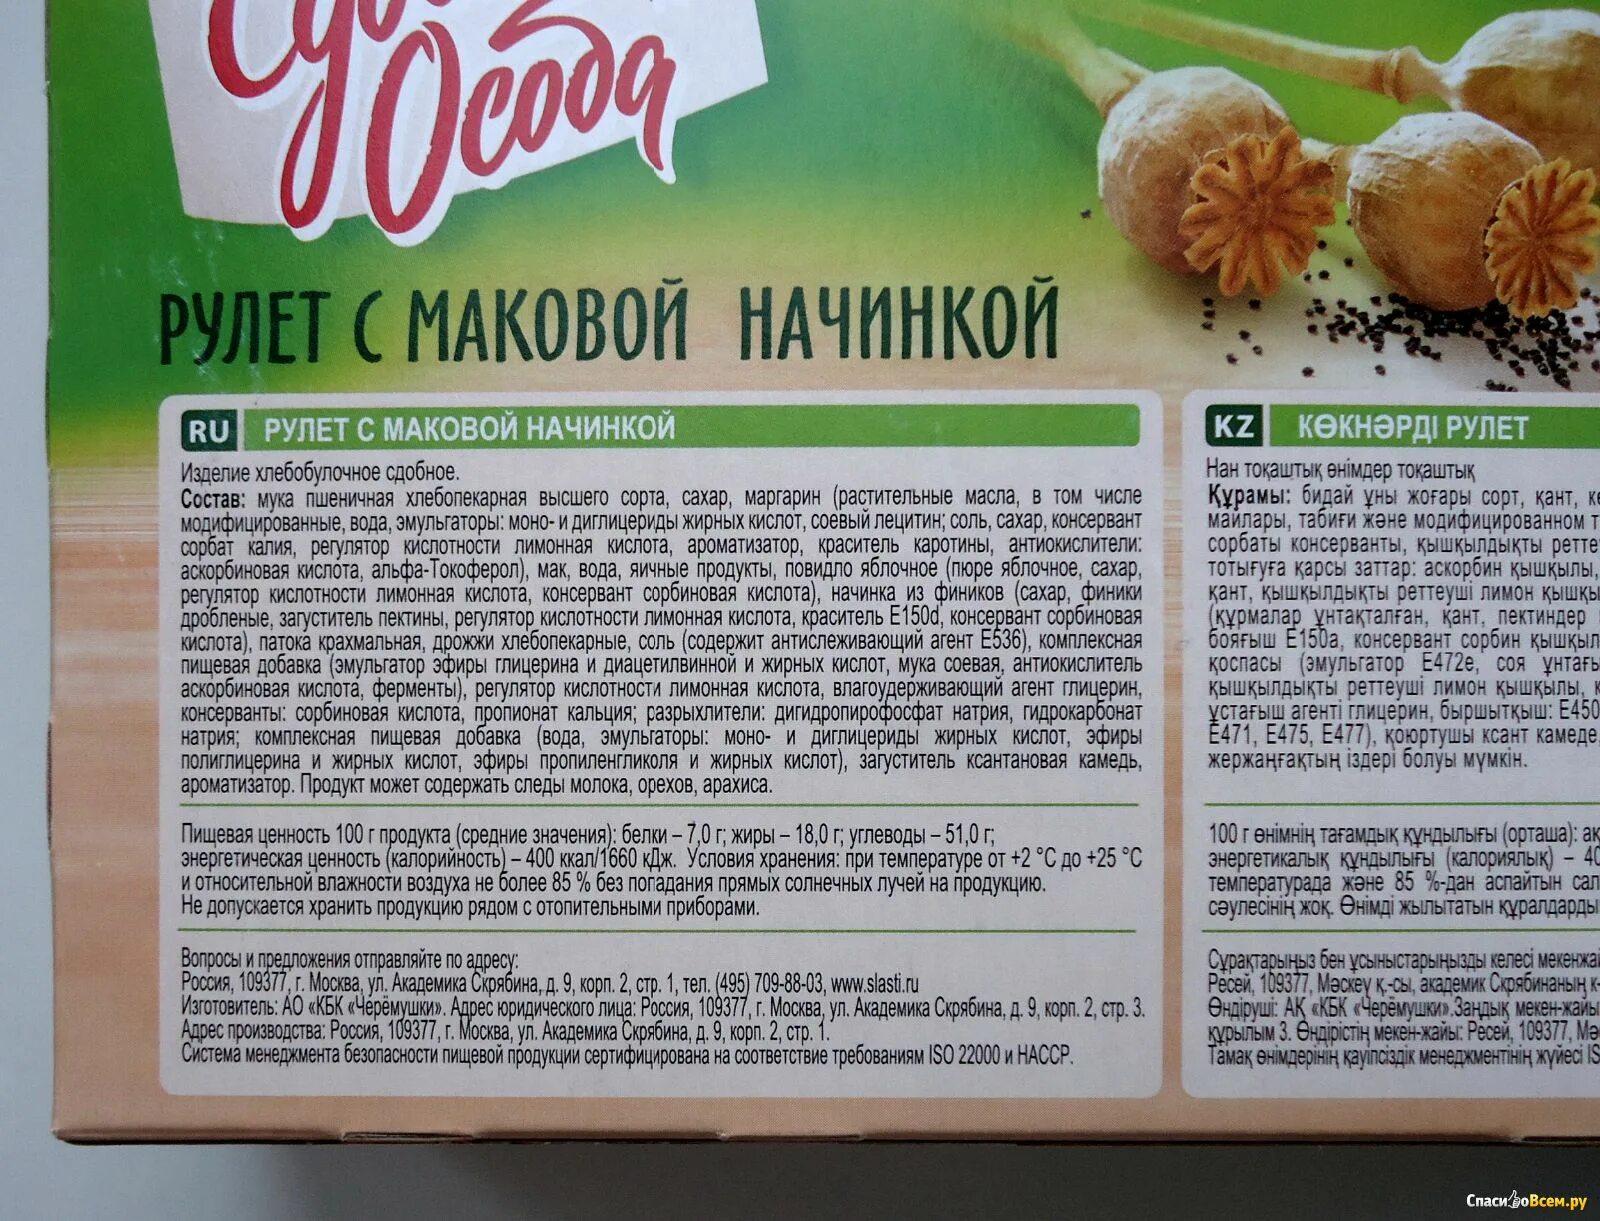 Особа
РУЛЕТ С МАКОВОЙ НАЧИНКОЙ
RU РУЛЕТ С МАКОВОЙ НАЧИНКОЙ
Изделие хлебобулочное сдобное.
Состав: мука пшеничная хлебопекарная высшего сорта, сахар, маргарин (растительные масла, в том числе
модифицированные, вода, эмульгаторы: моно- и диглицериды жирных кислот, соевый лецитин; соль, сахар, консервант
сорбат калия, регулятор кислотности лимонная кислота, ароматизатор, краситель каротины, антиокислители:
аскорбиновая кислота, альфа-Токоферол), мак, вода, яичные продукты, повидло яблочное (пюре яблочное, сахар,
регулятор кислотности лимонная кислота, консервант сорбиновая кислота), начинка из фиников (сахар, финики
дробленые, загуститель пектины, регулятор кислотности лимонная кислота, краситель Е150d, консервант сорбиновая
кислота), патока крахмальная, дрожжи хлебопекарные, соль (содержит антислеживающий агент Е536), комплексная
пищевая добавка (эмульгатор эфиры глицерина и диацетилвинной и жирных кислот, мука соевая, антиокислитель
аскорбиновая кислота, ферменты), регулятор кислотности лимонная кислота, влагоудерживающий агент глицерин,
консерванты: сорбиновая кислота, пропионат кальция; разрыхлители: дигидропирофосфат натрия, гидрокарбонат
натрия; комплексная пищевая добавка (вода, эмульгаторы: моно- и диглицериды жирных кислот, эфиры
полиглицерина и жирных кислот, эфиры пропиленгликоля и жирных кислот), загуститель ксантановая камедь,
ароматизатор. Продукт может содержать следы молока, орехов, арахиса.
Пищевая ценность 100 г продукта (средние значения): белки – 7,0 г; жиры – 18,0 г; углеводы – 51,0 г;
энергетическая ценность (калорийность) – 400 ккал/1660 кДж. Условия хранения: при температуре от +2 °С до +25 °С
и относительной влажности воздуха не более 85 % без попадания прямых солнечных лучей на продукцию.
Не допускается хранить продукцию рядом с отопительными приборами.
Вопросы и предложения отправляйте по адресу:
Россия, 109377, г. Москва, ул. Академика Скрябина, д. 9, корп. 2, стр. 1, тел. (495) 709-88-03, www.slasti.ru
Изготовитель: АО «КБК «Черёмушки». Адрес юридического лица: Россия, 109377, г. Москва, ул. Академика Скрябина, д. 9, корп. 2, стр. 3.
Адрес производства: Россия, 109377, г. Москва, ул. Академика Скрябина, д. 9, корп. 2, стр. 1.
Система менеджмента безопасности пищевой продукции сертифицирована на соответствие требованиям ISO 22000 и НАССР.
KZ КӨКНӘРДІ РУЛЕТ
Нан тоқаштық өнімдер тоқаштық
Құрамы: бидай ұны жоғары сорт, қант,
майлары, табиғи және модифицированном
сорбаты консерванты, қышқылдықты
тотығуға қарсы заттар: аскорбин қышқылы,
қант, қышқылдықты реттеуші лимон
(құрмалар ұнтақталған, қант, пектиндер
бояғыш Е150а, консервант сорбин
қоспасы (эмульгатор Е472е, соя
қышқылдықты реттеуші лимон қышқылы,
ұстағыш агенті глицерин, быршытқыш: Е450
Е471, Е475, Е477), қоюртушы ксант камеде,
жержаңғақтың іздері болуы мүмкін.
100 г өнімнің тағамдық құндылығы (орташа):
энергетикалық құндылығы (калориялық) –
температурада және 85 %-дан аспайтын
сәулесінің жоқ. Өнімді жылытатын
Сұрақтарыңыз бен ұсыныстарыңызды келесі
Ресей, 109377, Мәскеу қ.-сы, академик Скрябинаның
Өндіруші: АҚ «КБК «Черёмушки».Заңдық
құрылым 3. Өндірістің мекен-жайы: Ресей, 109377,
Тамақ өнімдерінің қауіпсіздік менеджментінің жүйесі
СпасибоВсем.ру